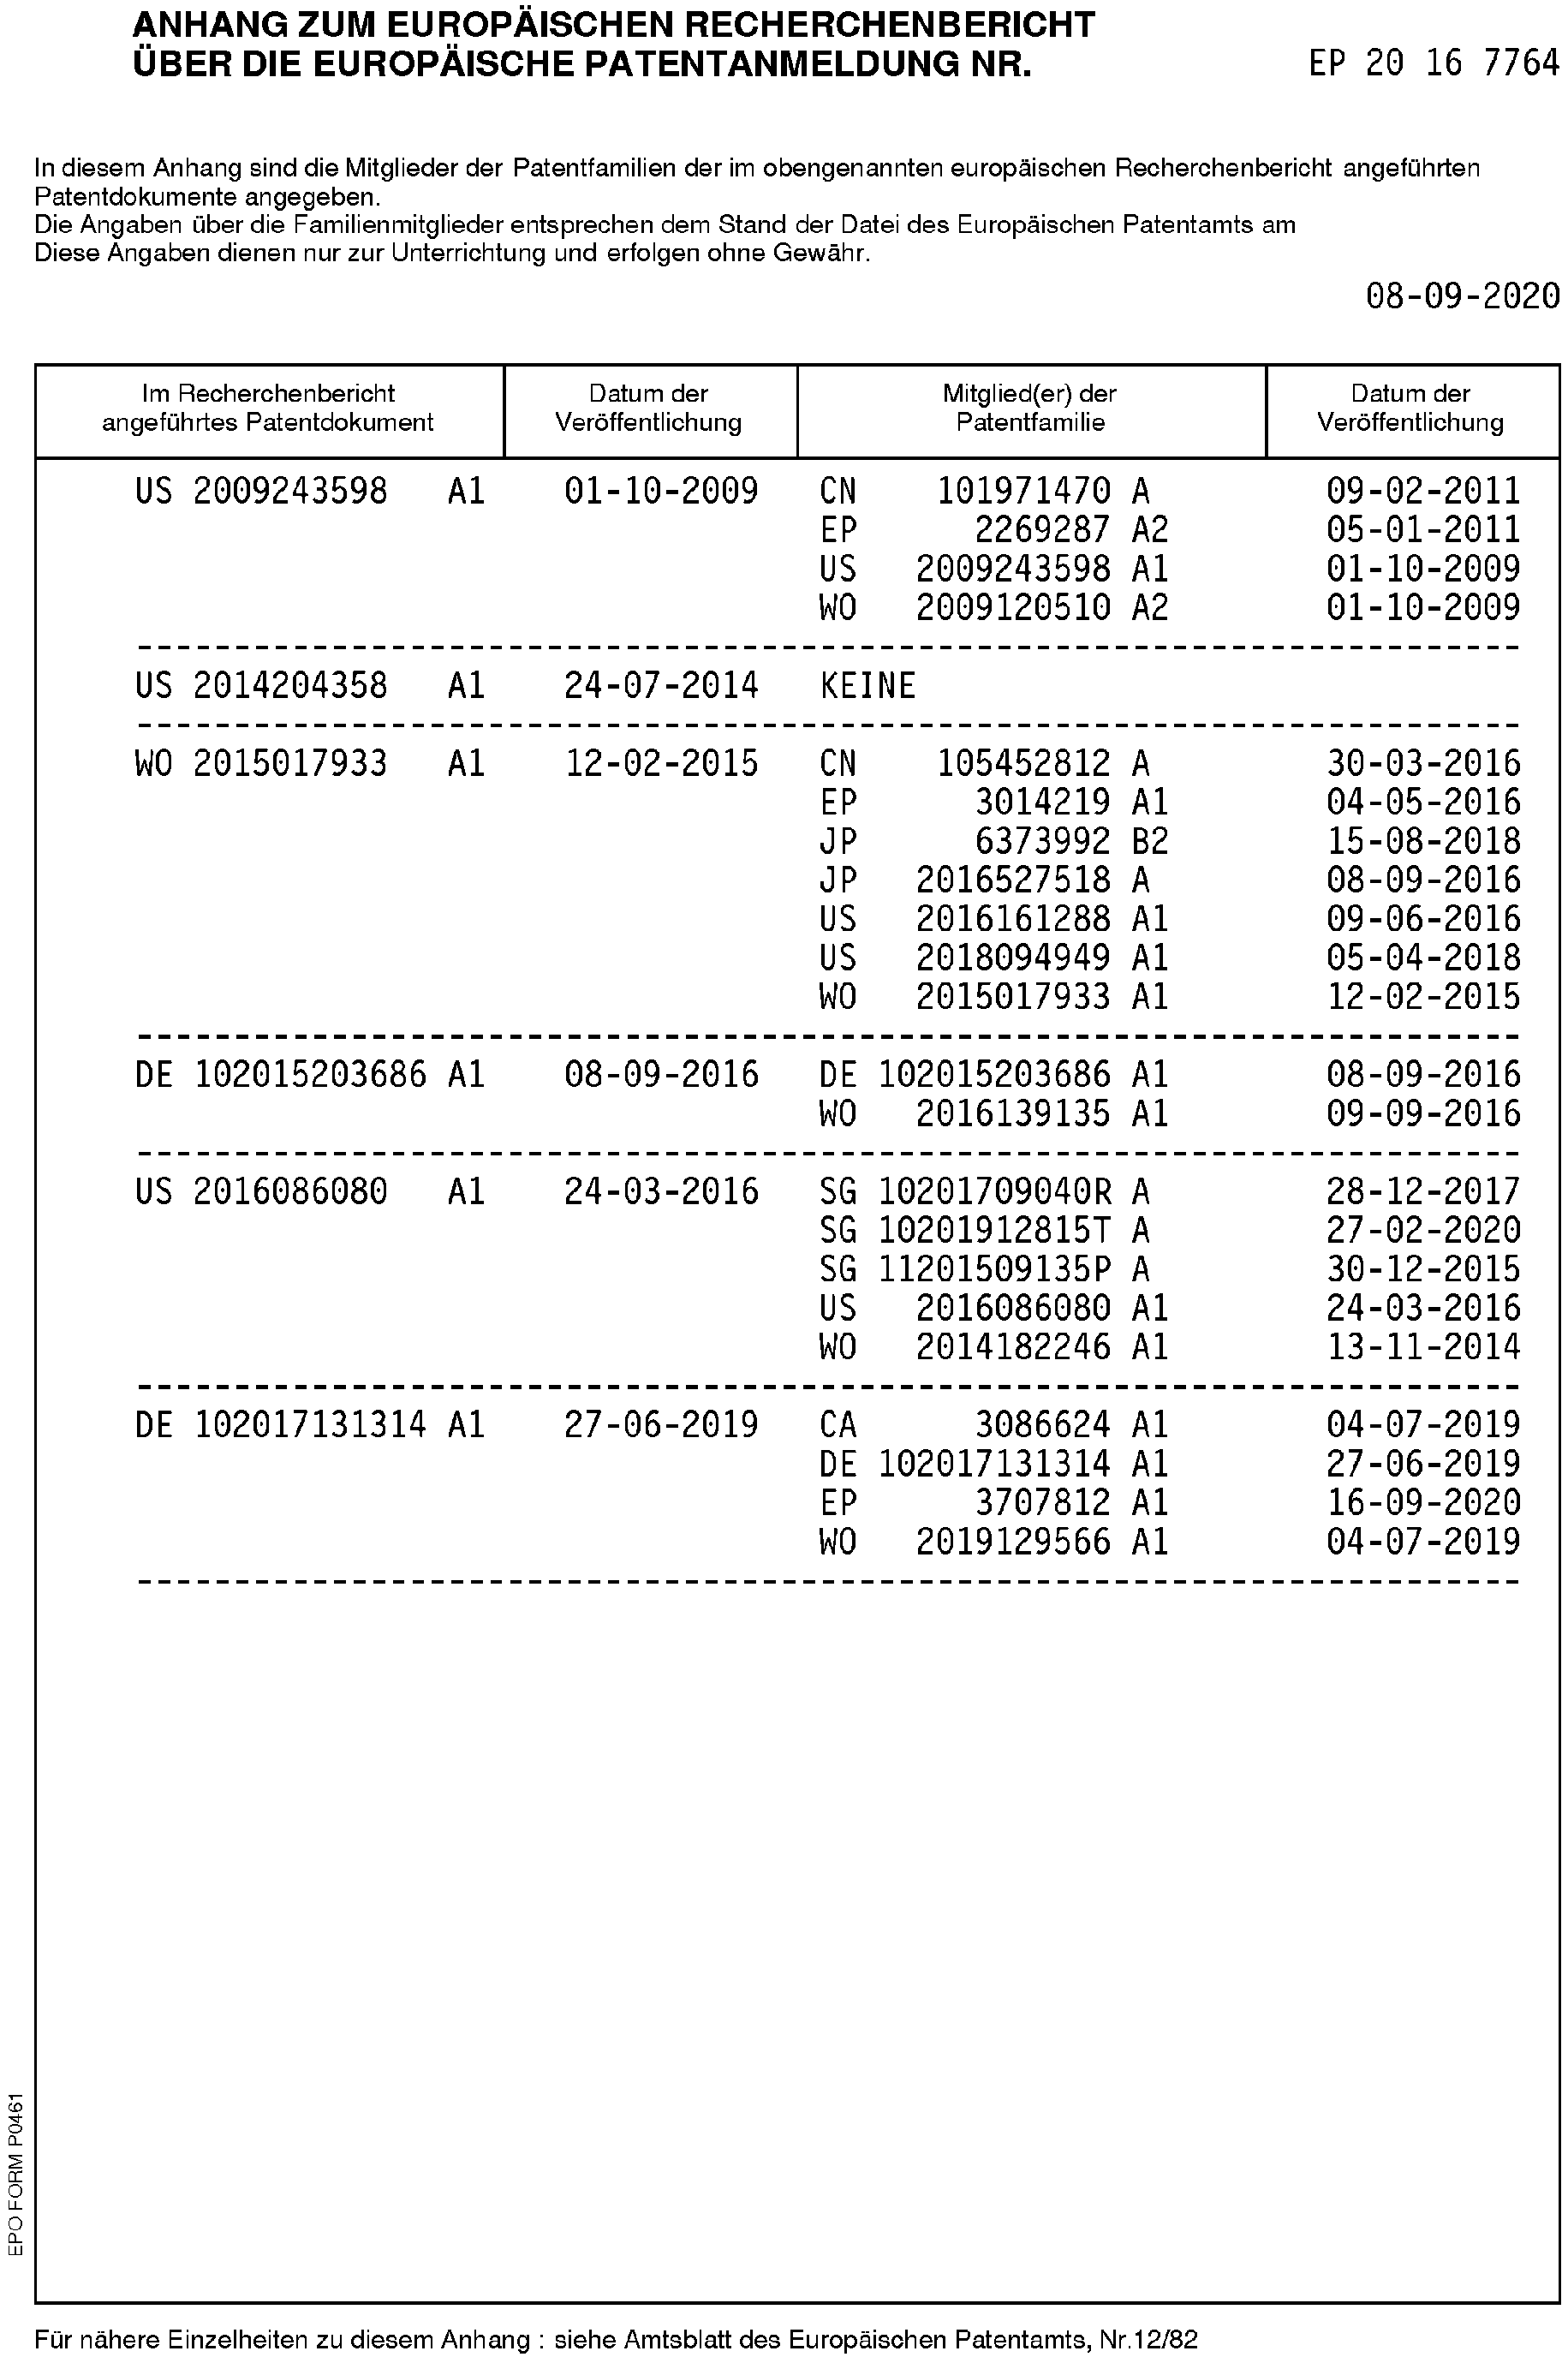 ANHANG ZUM EUROPÄISCHEN RECHERCHENBERICHT
ÜBER DIE EUROPÄISCHE PATENTANMELDUNG NR. EP 20 16 7764
In diesem Anhang sind die Mitglieder der Patentfamilien der im obengenannten europäischen Recherchenbericht angeführten
Patentdokumente angegeben.
Die Angaben über die Familienmitglieder entsprechen dem Stand der Datei des Europäischen Patentamts am
Diese Angaben dienen nur zur Unterrichtung und erfolgen ohne Gewähr.
08-09-2020
Im Recherchenbericht Datum der Mitglied(er) der Datum der
angeführtes Patentdokument Veröffentlichung Patentfamilie Veröffentlichung
US 2009243598 A1 01-10-2009 CN 101971470 A 09-02-2011
EP 2269287 A2 05-01-2011
US 2009243598 A1 01-10-2009
WO 2009120510 A2 01-10-2009
US 2014204358 A1 24-07-2014 KEINE
WO 2015017933 A1 12-02-2015 CN 105452812 A 30-03-2016
EP 3014219 A1 04-05-2016
JP 6373992 B2 15-08-2018
JP 2016527518 A 08-09-2016
US 2016161288 A1 09-06-2016
US 2018094949 A1 05-04-2018
WO 2015017933 A1 12-02-2015
DE 102015203686 A1 08-09-2016 DE 102015203686 A1 08-09-2016
WO 2016139135 A1 09-09-2016
US 2016086080 A1 24-03-2016 SG 10201709040R A 28-12-2017
SG 10201912815T A 27-02-2020
SG 11201509135P A 30-12-2015
US 2016086080 A1 24-03-2016
WO 2014182246 A1 13-11-2014
DE 102017131314 A1 27-06-2019 CA 3086624 A1 04-07-2019
DE 102017131314 A1 27-06-2019
EP 3707812 A1 16-09-2020
WO 2019129566 A1 04-07-2019
EPO FORM P0461
Für nähere Einzelheiten zu diesem Anhang : siehe Amtsblatt des Europäischen Patentamts, Nr.12/82